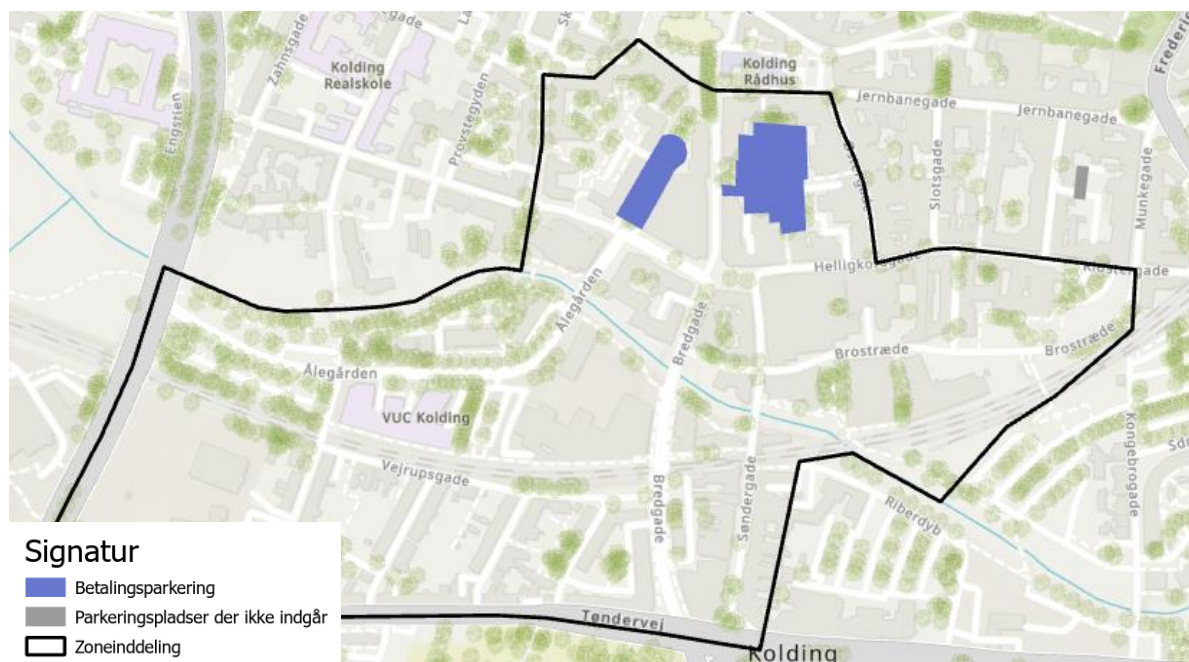 Zahnsgade
Kolding
Realskole
Provstegyden
Engstien
Kolding
Rådhus
Jernbanegade
Jernbanegade
Slotsgade
Munkegade
Helligkorsgade
Klostergade
Ålegården
Bredgade
Brostræde
Brostræde
Ålegården
VUC Kolding
Vejrupsgade
Bredgade
Søndergade
Riberdyb
Kongebrogade
Tøndervej
Kolding
Signatur
Betalingsparkering
Parkeringspladser der ikke indgår
Zoneinddeling